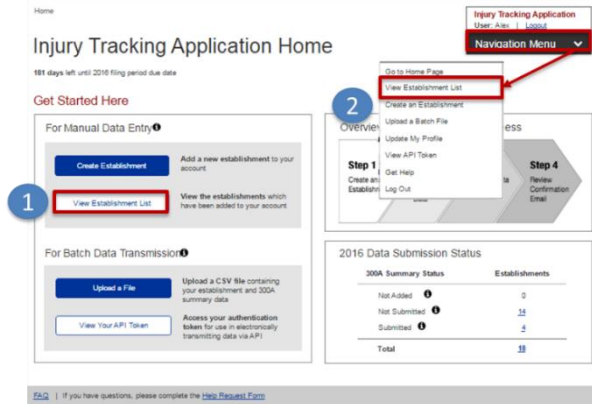 Home
Injury Tracking Application
User: Alex | Logout
Navigation Menu
Injury Tracking Application Home
181 days left until 2016 filing period due date
Go to Home Page
View Establishment List
Create an Establishment
Upload a Batch File
Update My Profile
View API Token
Get Help
Log Out
2
Get Started Here
For Manual Data Entry
Create Establishment
Add a new establishment to your
account
1
View Establishment List
View the establishments which
have been added to your account
For Batch Data Transmission
Upload a File
Upload a CSV file containing
your establishment and 300A
summary data
View Your API Token
Access your authentication
token for use in electronically
transmitting data via API
Step 1
Create an
Step 4
Review
Confirmation
Email
2016 Data Submission Status
300A Summary Status Establishments
Not Added 0
Not Submitted 14
Submitted 4
Total 18
FAQ | If you have questions, please complete the Help Request Form